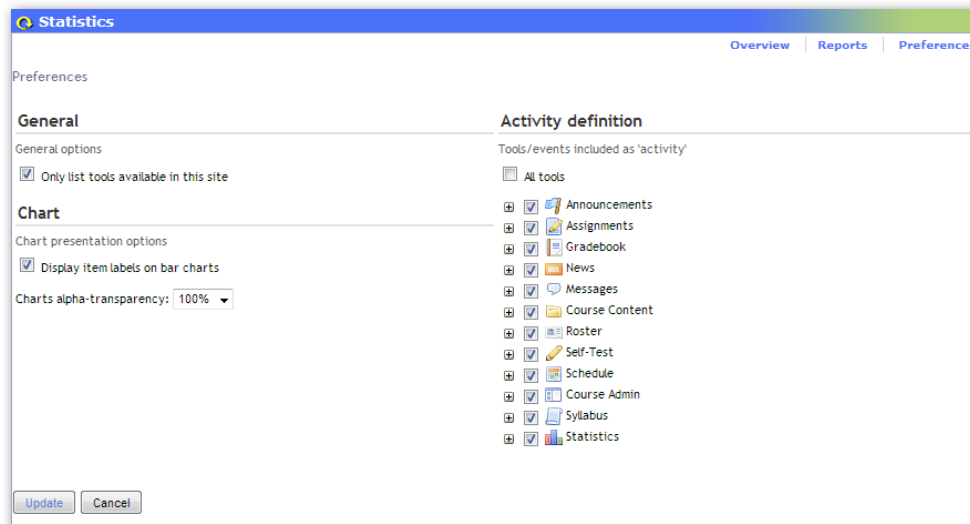 Statistics
Overview Reports Preference
Preferences
General
General options
Only list tools available in this site
Chart
Chart presentation options
Display item labels on bar charts
Charts alpha-transparency: 100%
Activity definition
Tools/events included as 'activity'
All tools
Announcements
Assignments
Gradebook
RSS News
Messages
Course Content
Roster
Self-Test
Schedule
Course Admin
Syllabus
Statistics
Update Cancel